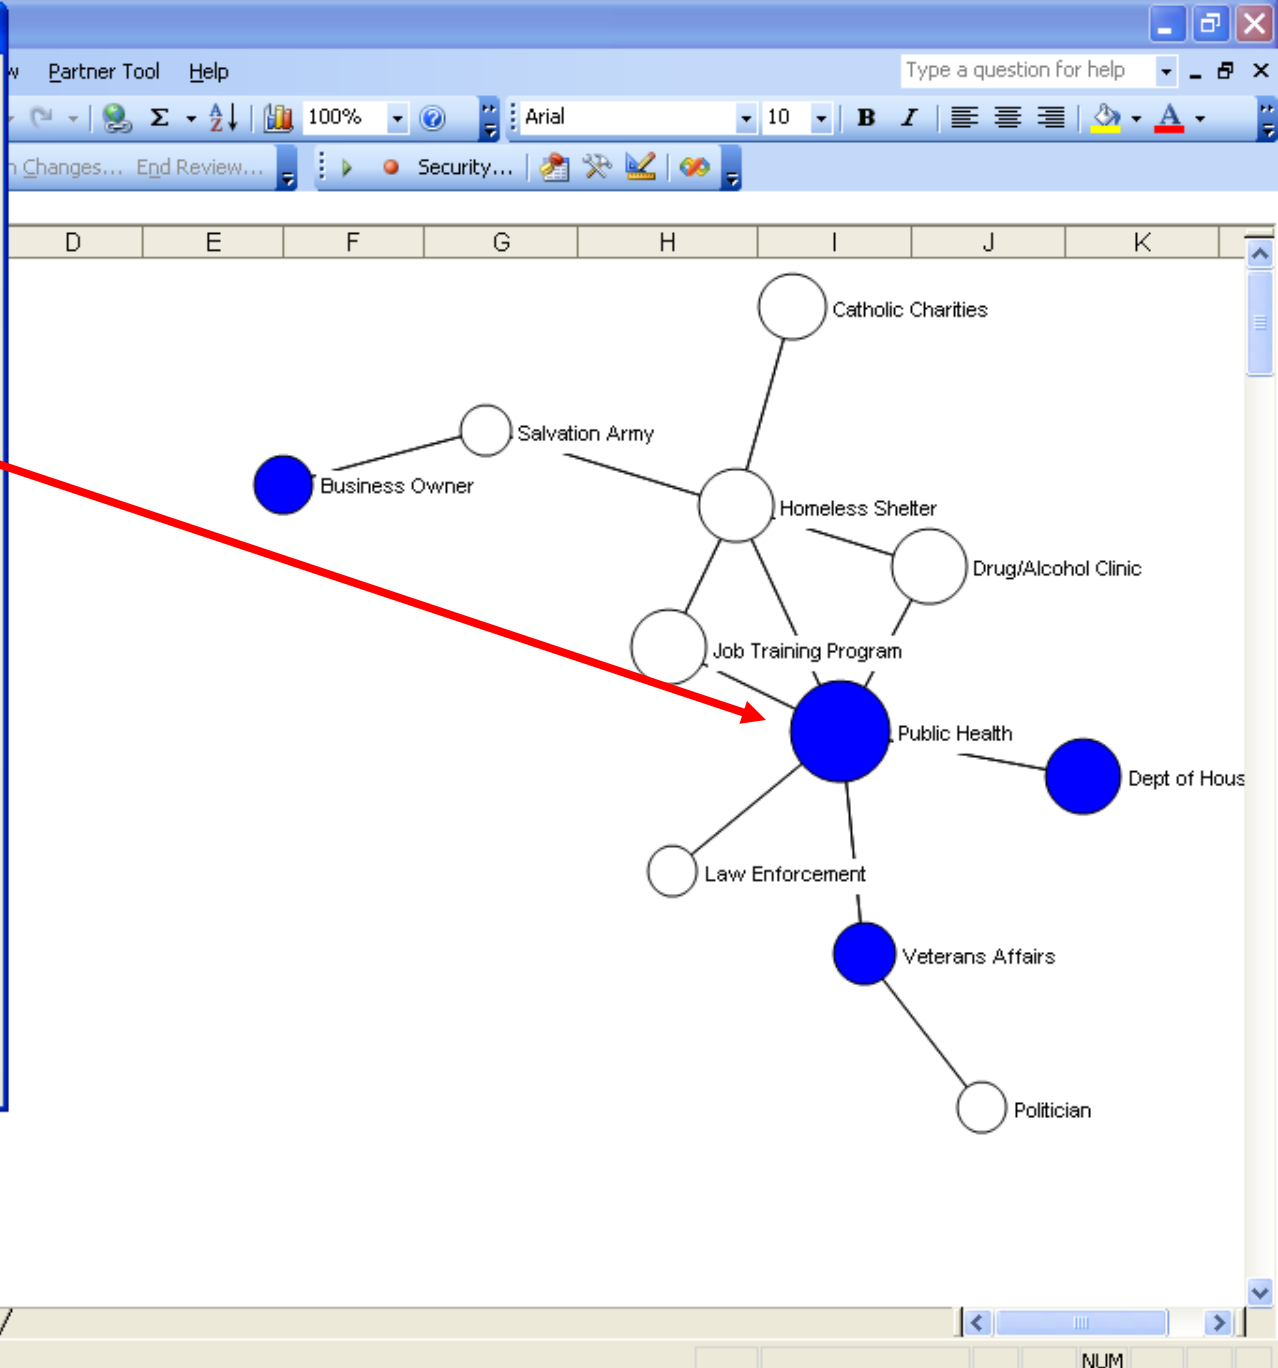 w Partner Tool Help Type a question for help
Σ A Z 100% Arial 10 B I A
n Changes... End Review... Security...
D E F G H I J K
Catholic Charities
Salvation Army
Business Owner
Homeless Shelter
Drug/Alcohol Clinic
Job Training Program
Public Health
Dept of Hous
Law Enforcement
Veterans Affairs
Politician
NUM